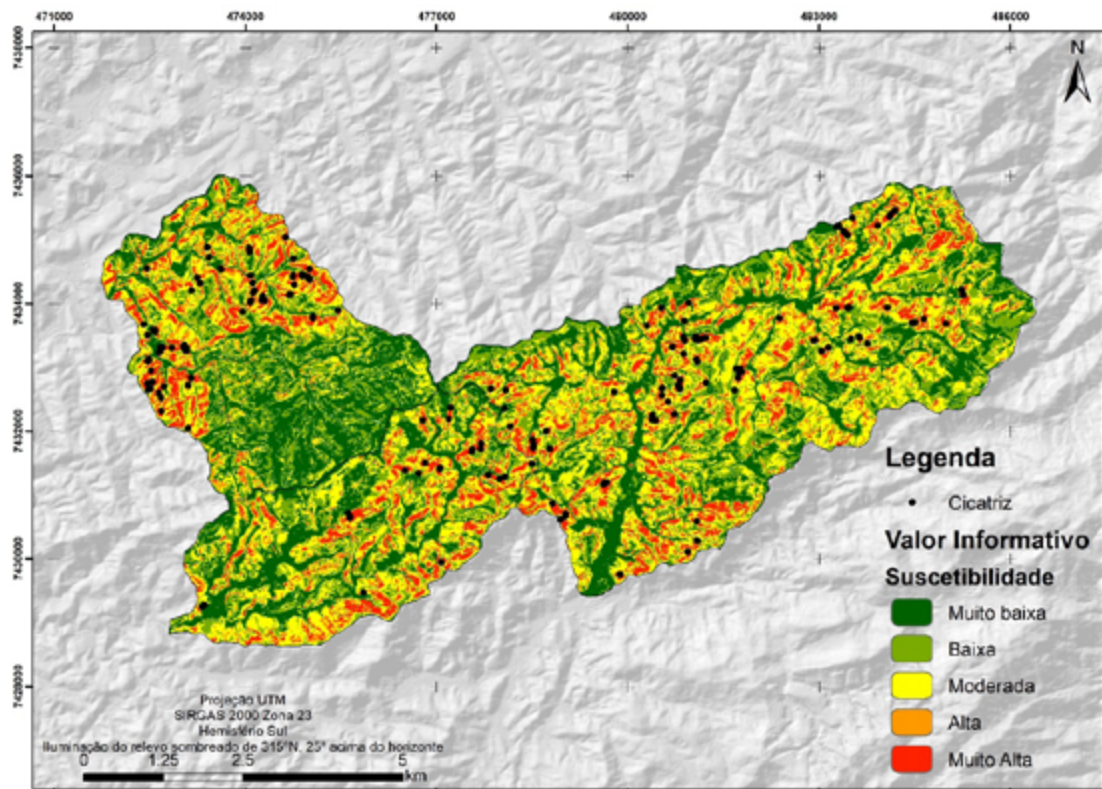 471000 474000 477000 480000 483000 486000
7438000
N
7436000
7434000
7432000
7430000
7428000
Legenda
Cicatriz
Valor Informativo
Suscetibilidade
Muito baixa
Baixa
Moderada
Alta
Muito Alta
Projeção UTM
SIRGAS 2000 Zona 23
Hemisfério Sul
Iluminação do relevo sombreado de 315°N, 25° acima do horizonte
0 1.25 2.5 5
km